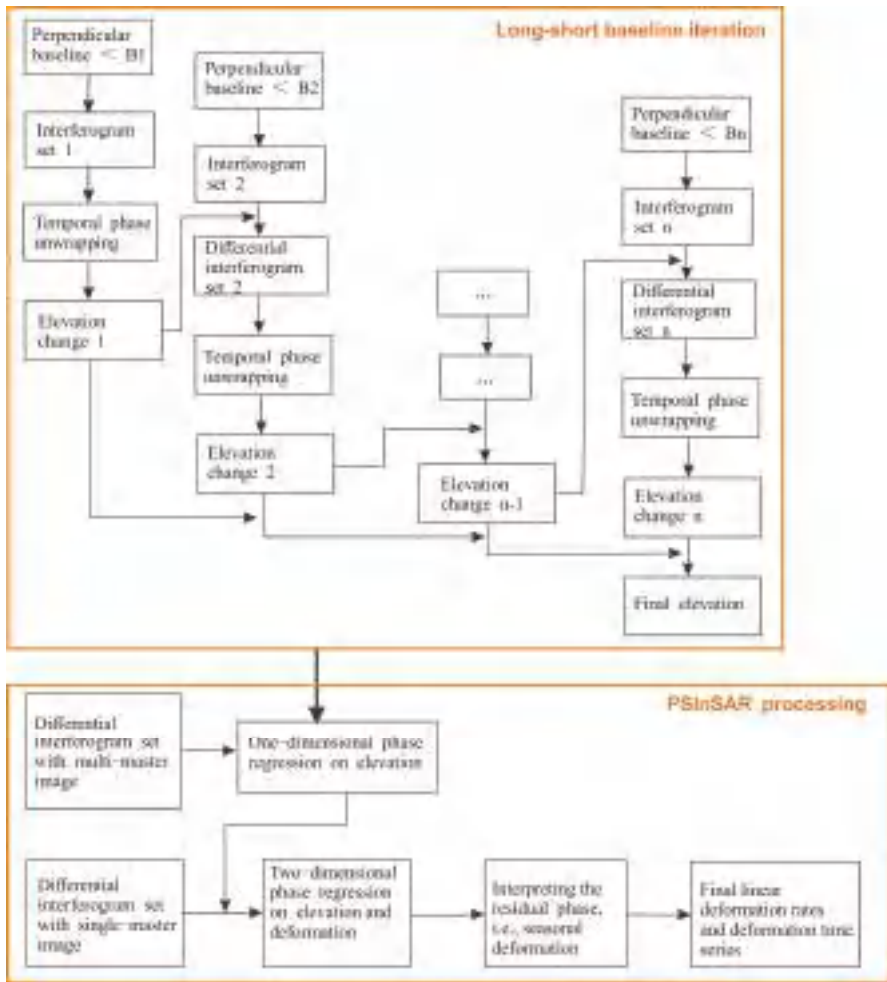 Long-short baseline iteration
Perpendicular
baseline < B1
Interferogram
set 1
Temporal phase
unwrapping
Elevation
change 1
Perpendicular
baseline < B2
Interferogram
set 2
Differential
interferogram
set 2
Temporal phase
unwrapping
Elevation
change 2
...
...
Elevation
change n-1
Perpendicular
baseline < Bn
Interferogram
set n
Differential
interferogram
set n
Temporal phase
unwrapping
Elevation
change n
Final elevation
PSInSAR processing
Differential
interferogram set
with multi-master
image
One-dimensional phase
regression on elevation
Differential
interferogram set
with single master
image
Two dimensional
phase regression
on elevation and
deformation
Interpreting the
residual phase,
i.e., seasonal
deformation
Final linear
deformation rates
and deformation time
series